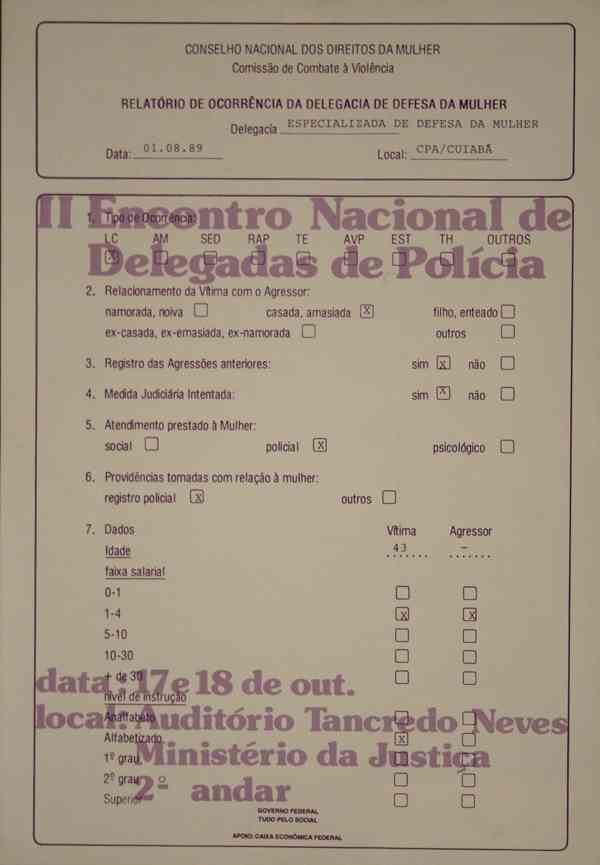 CONSELHO NACIONAL DOS DIREITOS DA MULHER
Comissão de Combate à Violência
RELATÓRIO DE OCORRÊNCIA DA DELEGACIA DE DEFESA DA MULHER
Delegacia ESPECIALIZADA DE DEFESA DA MULHER
Data: 01.08.89 Local: CPA/CUIABÁ
II Encontro Nacional de
1. Tipo de Ocorrência:
LC AM SED RAP TE AVP EST TH OUTROS
X
Delegadas de Polícia
2. Relacionamento da Vítima com o Agressor:
namorada, noiva casada, amasiada X filho, enteado
ex-casada, ex-emasiada, ex-namorada outros
3. Registro das Agressões anteriores: sim X não
4. Medida Judiciária Intentada: sim X não
5. Atendimento prestado à Mulher:
social policial X psicológico
6. Providências tomadas com relação à mulher:
registro policial X outros
7. Dados Vítima Agressor
Idade 43 -
faixa salarial
0-1
1-4 X X
5-10
10-30
+ de 30
data: 17 e 18 de out.
nível de instrução
local: Auditório Tancredo Neves
Analfabeto
Alfabetizado X
Ministério da Justiça
1º grau
2º grau
2º andar
Superior
GOVERNO FEDERAL
TUDO PELO SOCIAL
APOIO: CAIXA ECONÔMICA FEDERAL